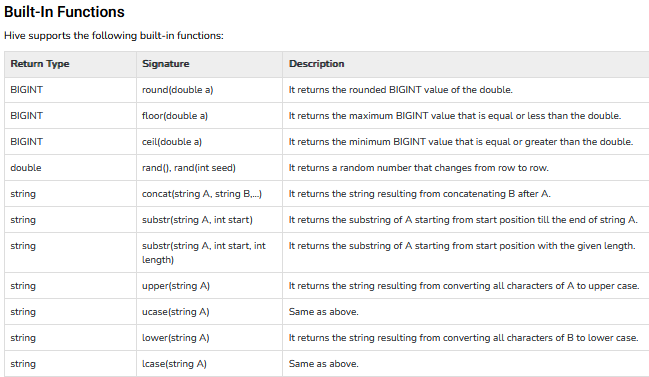 Built-In Functions
Hive supports the following built-in functions:
Return Type Signature Description
BIGINT round(double a) It returns the rounded BIGINT value of the double.
BIGINT floor(double a) It returns the maximum BIGINT value that is equal or less than the double.
BIGINT ceil(double a) It returns the minimum BIGINT value that is equal or greater than the double.
double rand(), rand(int seed) It returns a random number that changes from row to row.
string concat(string A, string B,...) It returns the string resulting from concatenating B after A.
string substr(string A, int start) It returns the substring of A starting from start position till the end of string A.
string substr(string A, int start, int It returns the substring of A starting from start position with the given length.
length)
string upper(string A) It returns the string resulting from converting all characters of A to upper case.
string ucase(string A) Same as above.
string lower(string A) It returns the string resulting from converting all characters of B to lower case.
string lcase(string A) Same as above.